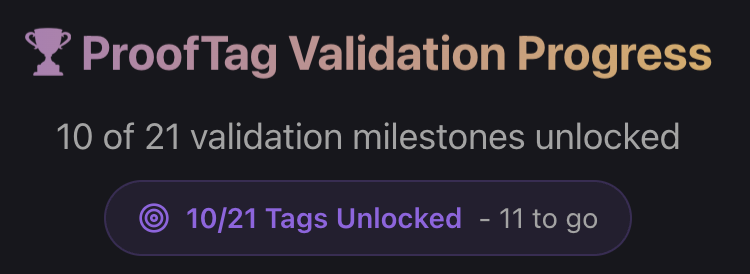 ProofTag Validation Progress
10 of 21 validation milestones unlocked
10/21 Tags Unlocked - 11 to go